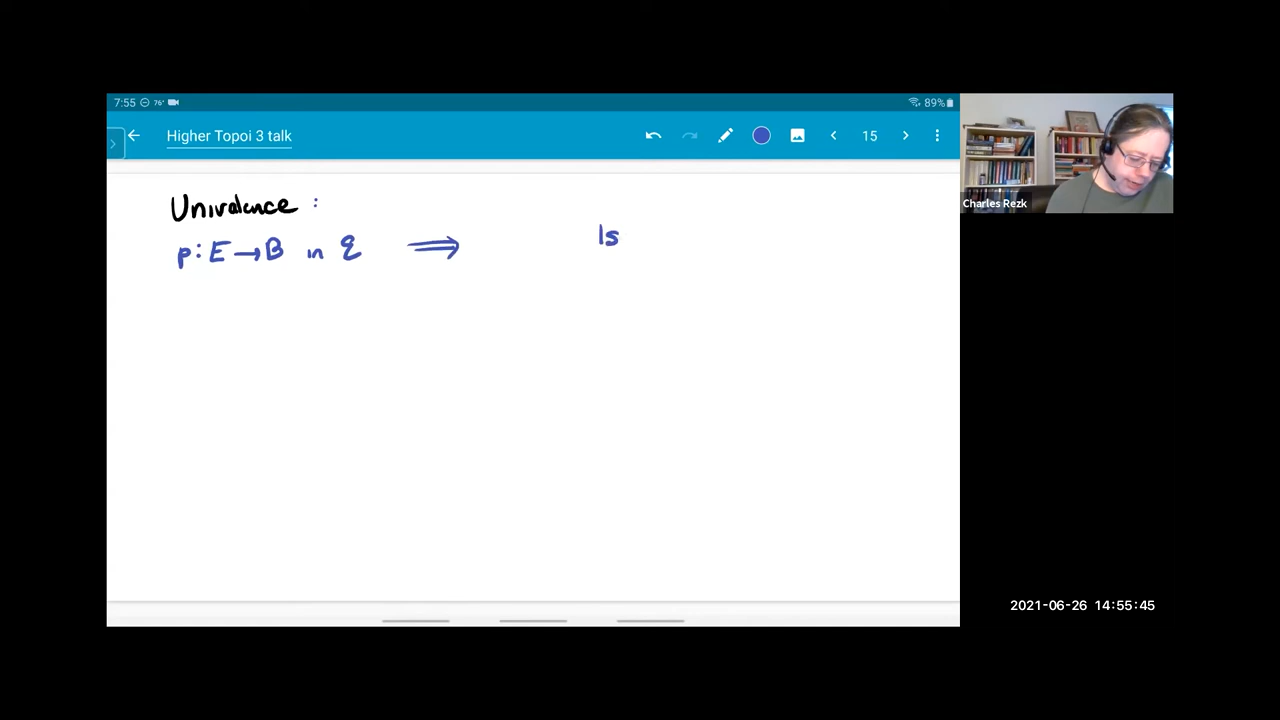 7:55 76°
89%
Higher Topoi 3 talk
15
Univalence :
p: E → B in ℰ ⟹ Is
Charles Rezk
2021-06-26 14:55:45